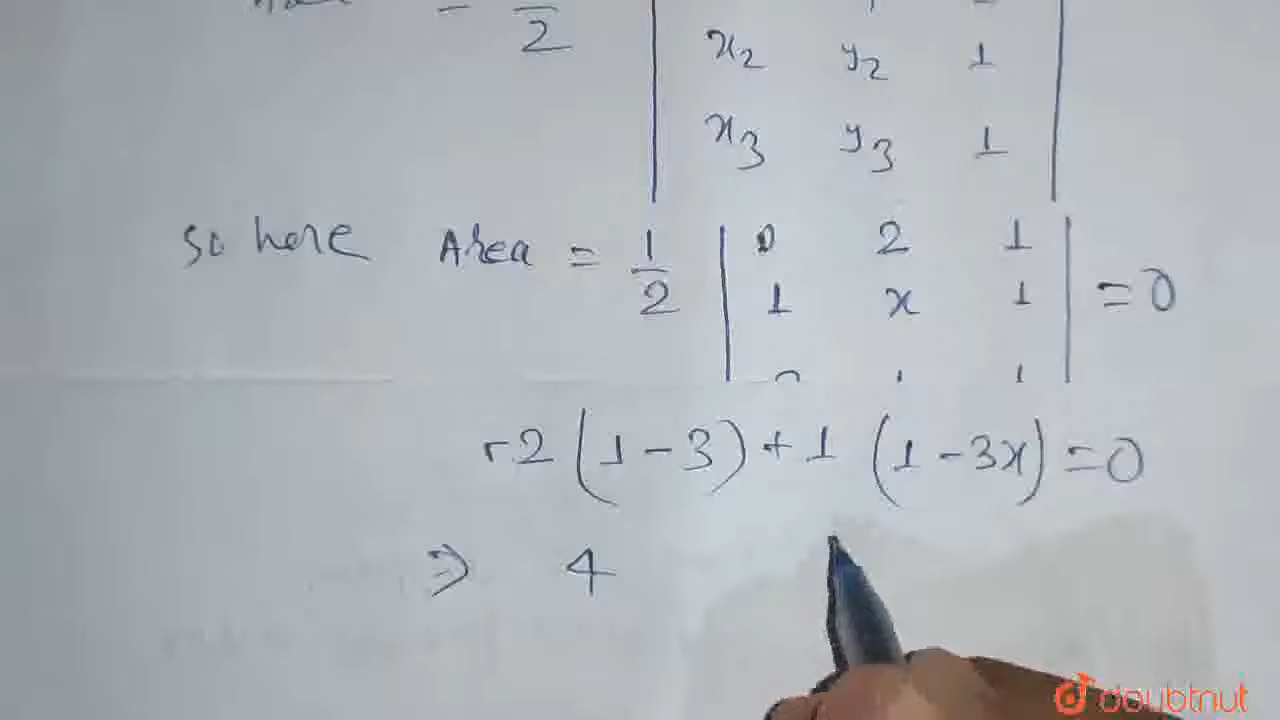 = 2
x2 y2 1
x3 y3 1
So here Area = 1/2 | 0 2 1 |
| 1 x 1 | = 0
-2 (1 - 3) + 1 (1 - 3x) = 0
⇒ 4
doubtnut